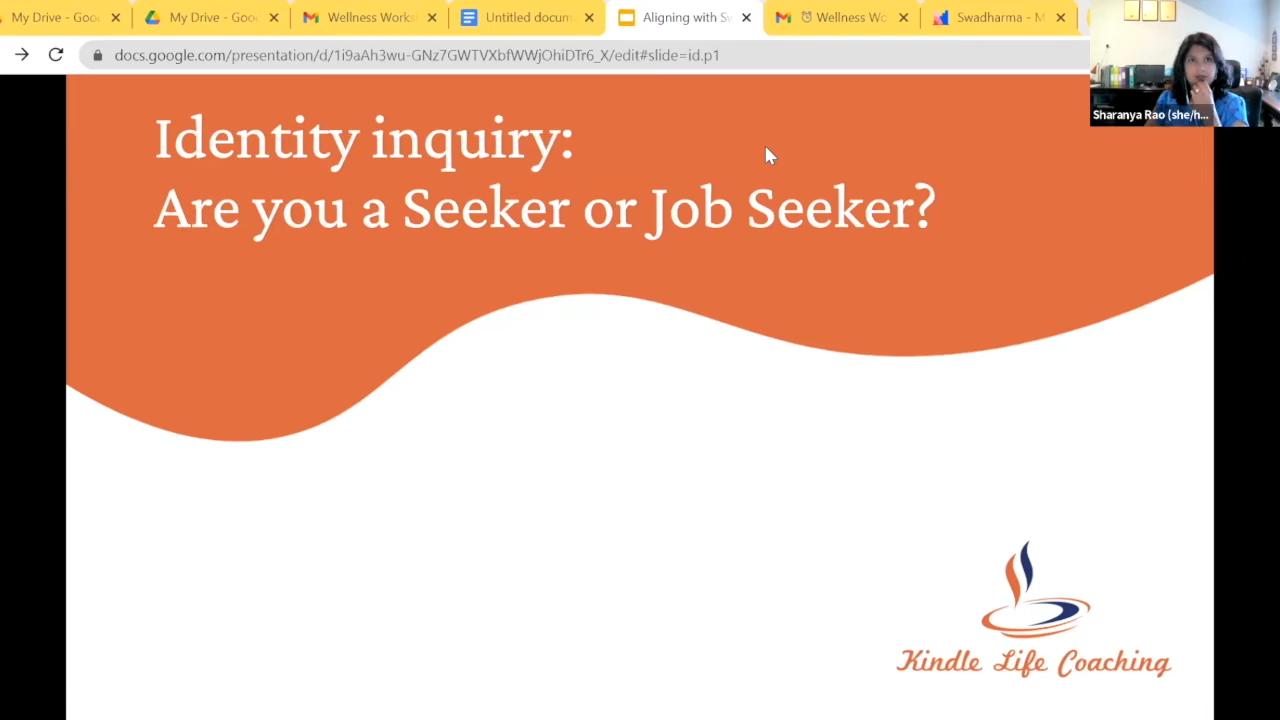 My Drive - Goo
My Drive - Goo
Wellness Works
Untitled docum
Aligning with Sw
Wellness Wo
Swadharma - M
docs.google.com/presentation/d/1i9aAh3wu-GNz7GWTVXbfWWjOhiDTr6_X/edit#slide=id.p1
Sharanya Rao (she/h...
Identity inquiry:
Are you a Seeker or Job Seeker?
Kindle Life Coaching